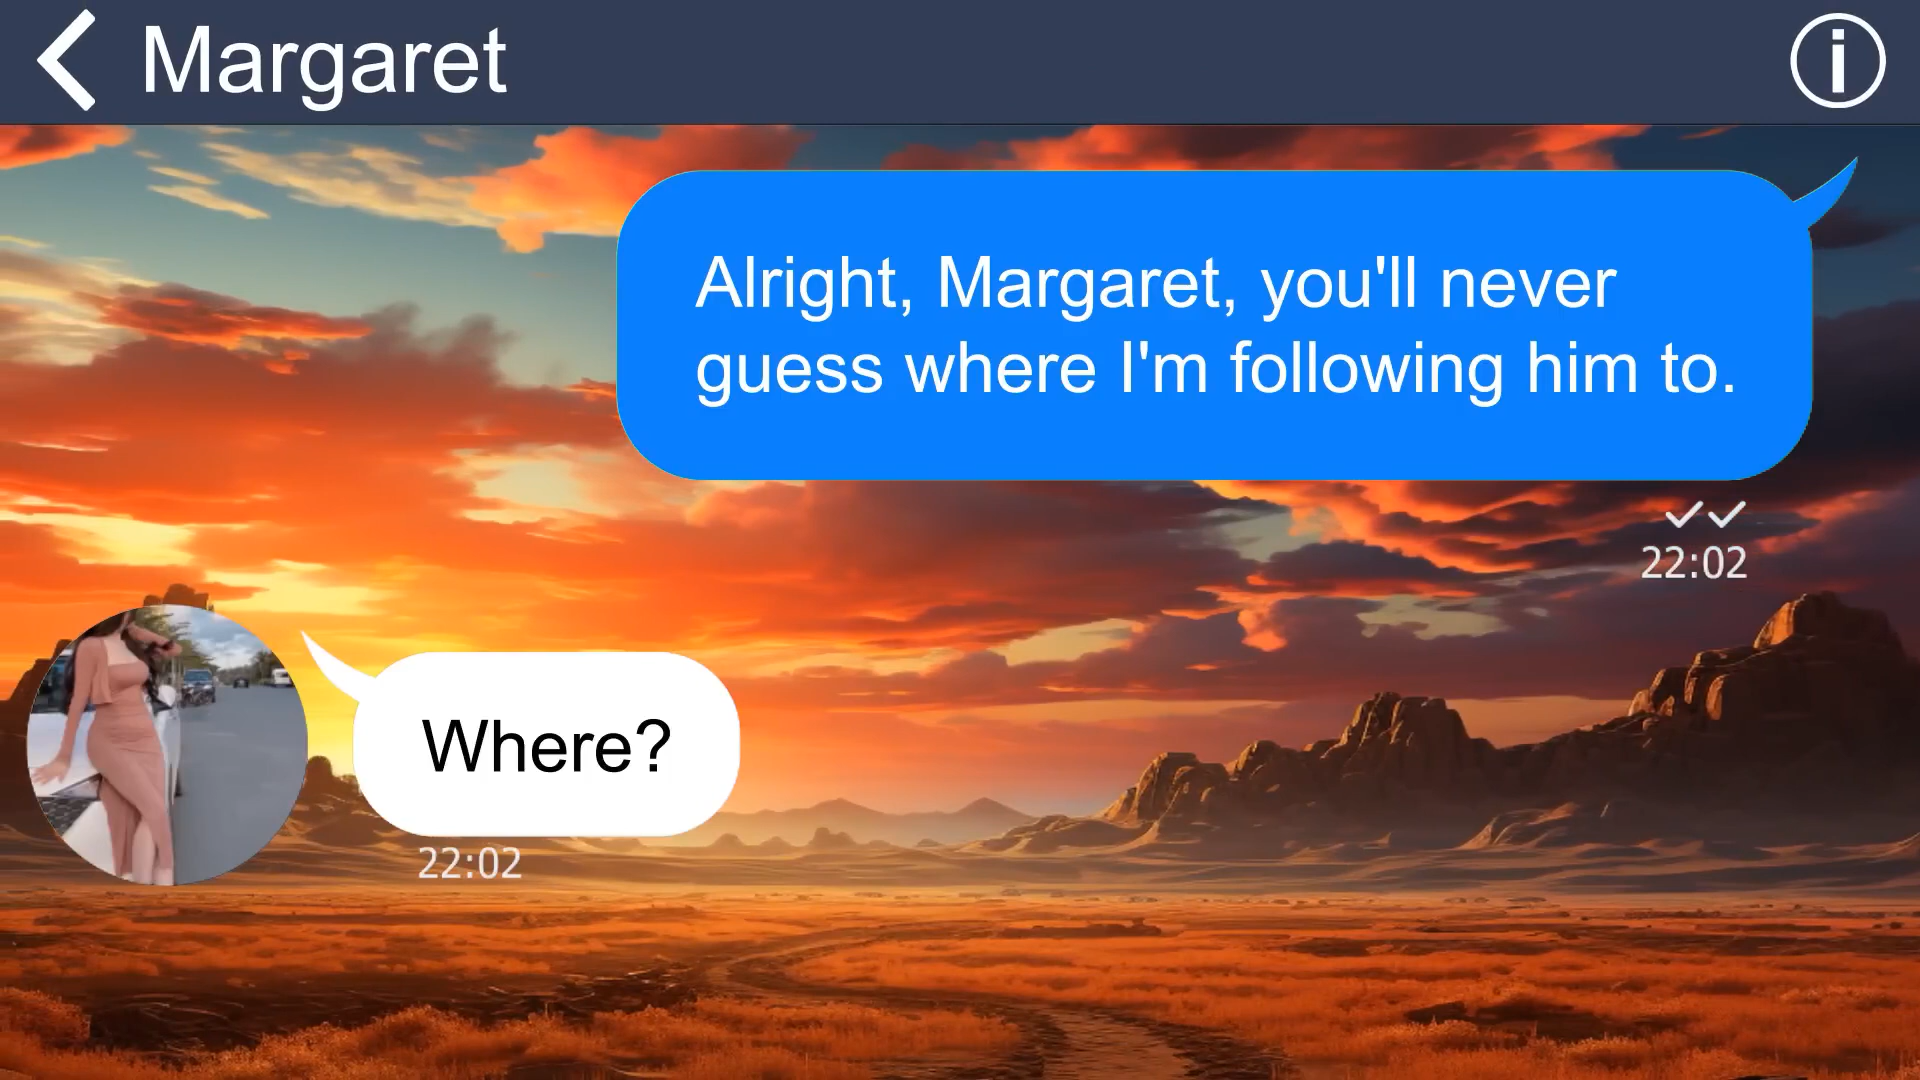 Margaret
Alright, Margaret, you'll never
guess where I'm following him to.
22:02
Where?
22:02